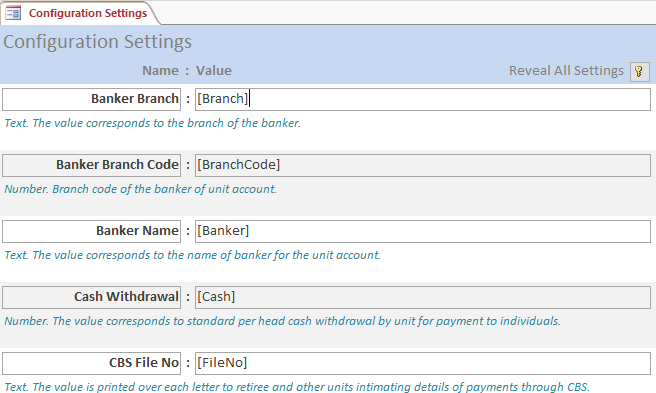 Configuration Settings
Configuration Settings
Name : Value Reveal All Settings
Banker Branch : [Branch]
Text. The value corresponds to the branch of the banker.
Banker Branch Code : [BranchCode]
Number. Branch code of the banker of unit account.
Banker Name : [Banker]
Text. The value corresponds to the name of banker for the unit account.
Cash Withdrawal : [Cash]
Number. The value corresponds to standard per head cash withdrawal by unit for payment to individuals.
CBS File No : [FileNo]
Text. The value is printed over each letter to retiree and other units intimating details of payments through CBS.